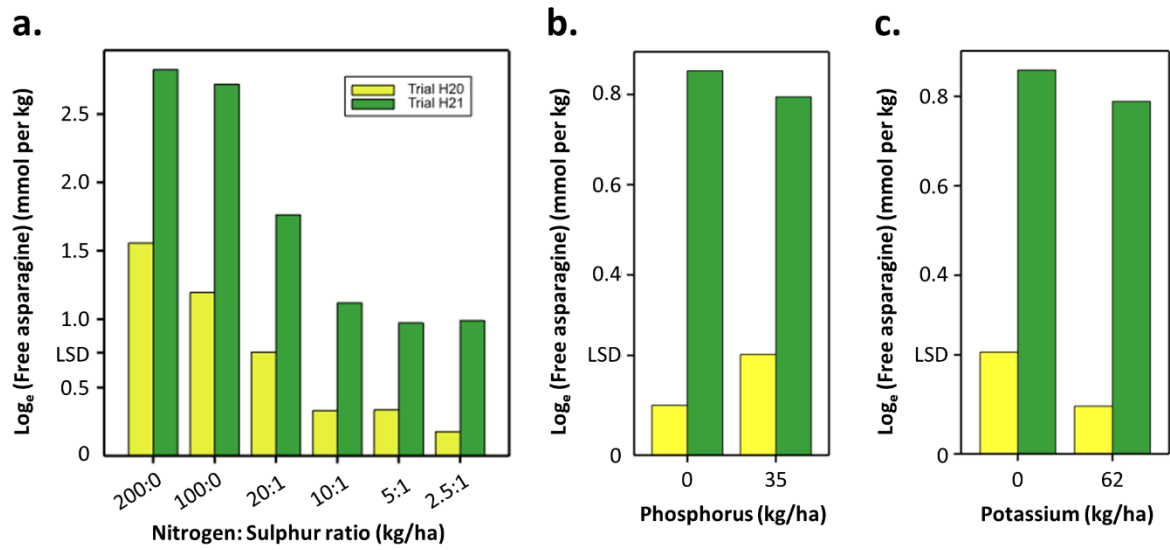 a.
Log​e (Free asparagine) (mmol per kg)
2.5
2.0
1.5
1.0
LSD
0.5
0
Trial H20
Trial H21
200:0
100:0
20:1
10:1
5:1
2.5:1
Nitrogen: Sulphur ratio (kg/ha)
b.
Loge (Free asparagine) (mmol per kg)
0.8
0.6
0.4
LSD
0
0
35
Phosphorus (kg/ha)
c.
Loge (Free asparagine) (mmol per kg)
0.8
0.6
0.4
LSD
0
0
62
Potassium (kg/ha)